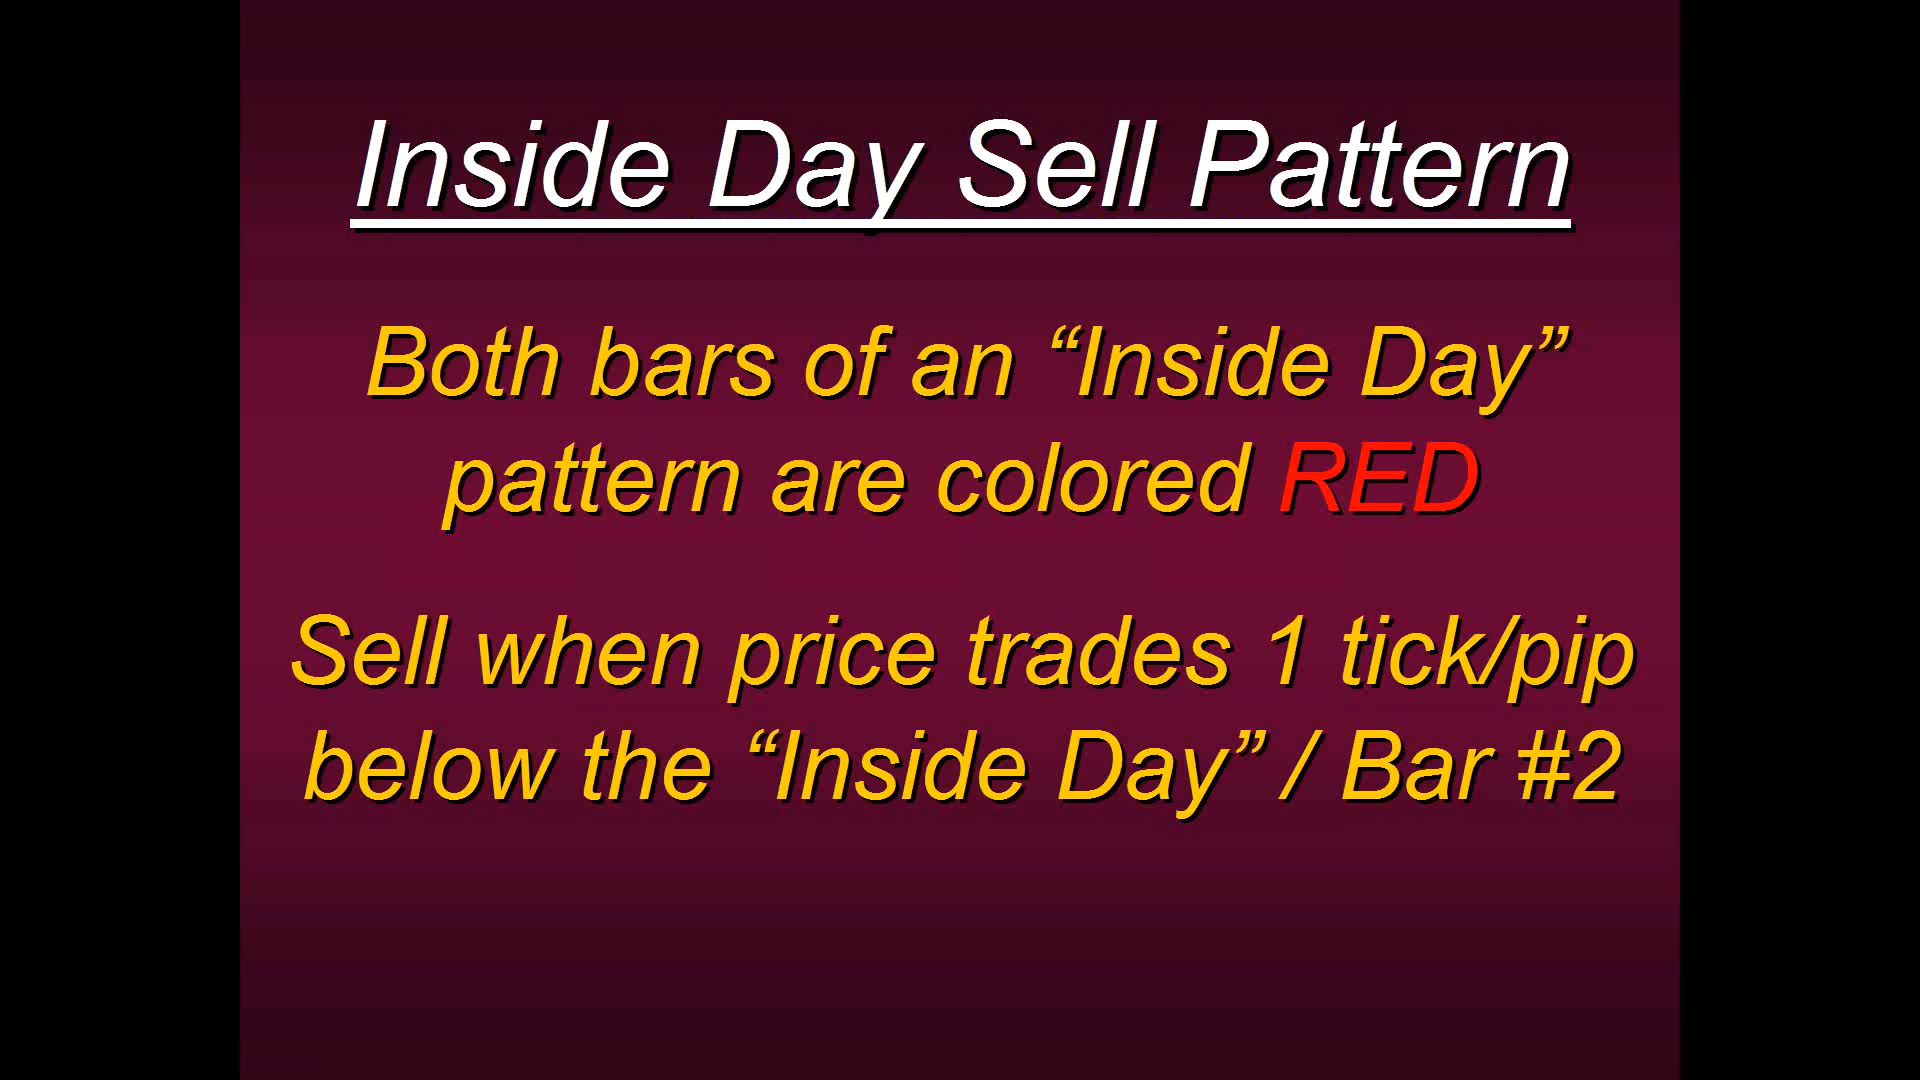 Inside Day Sell Pattern
Both bars of an “Inside Day”
pattern are colored RED
Sell when price trades 1 tick/pip
below the “Inside Day” / Bar #2